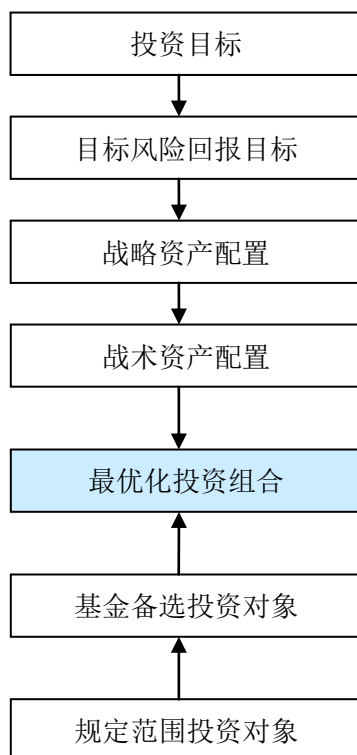 投资目标
目标风险回报目标
战略资产配置
战术资产配置
最优化投资组合
基金备选投资对象
规定范围投资对象